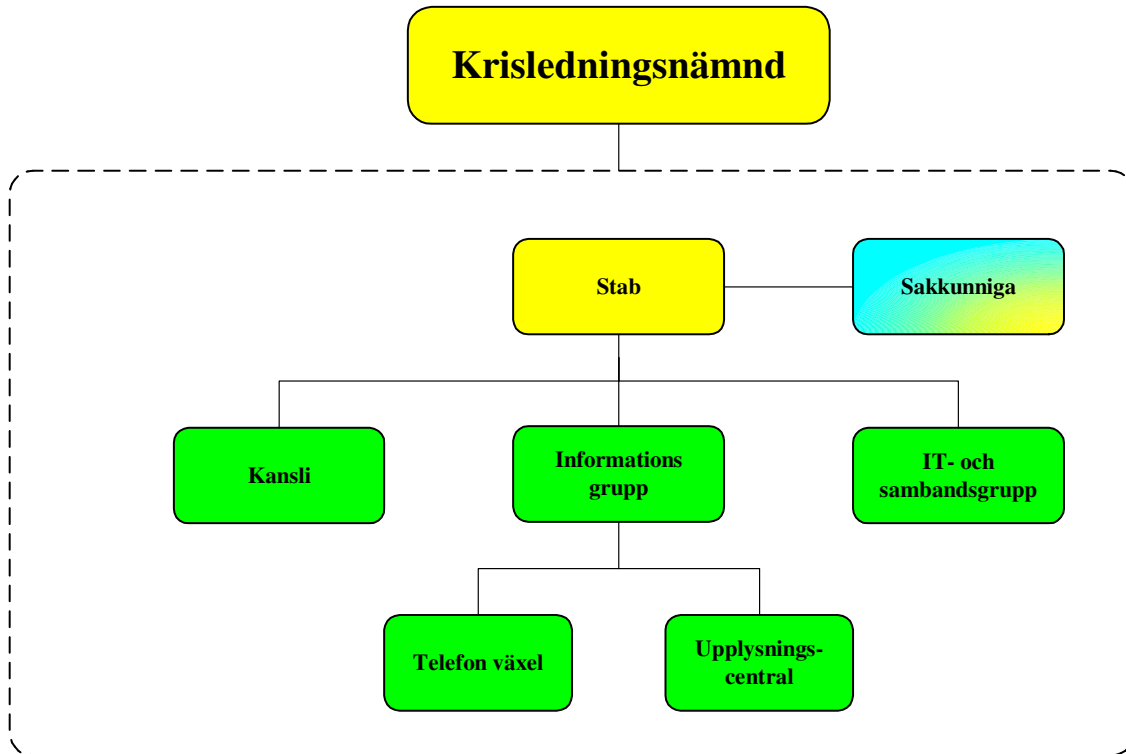 Krisledningsnämnd
Stab
Sakkunniga
Kansli
Informations
grupp
IT- och
sambandsgrupp
Telefon växel
Upplysnings-
central